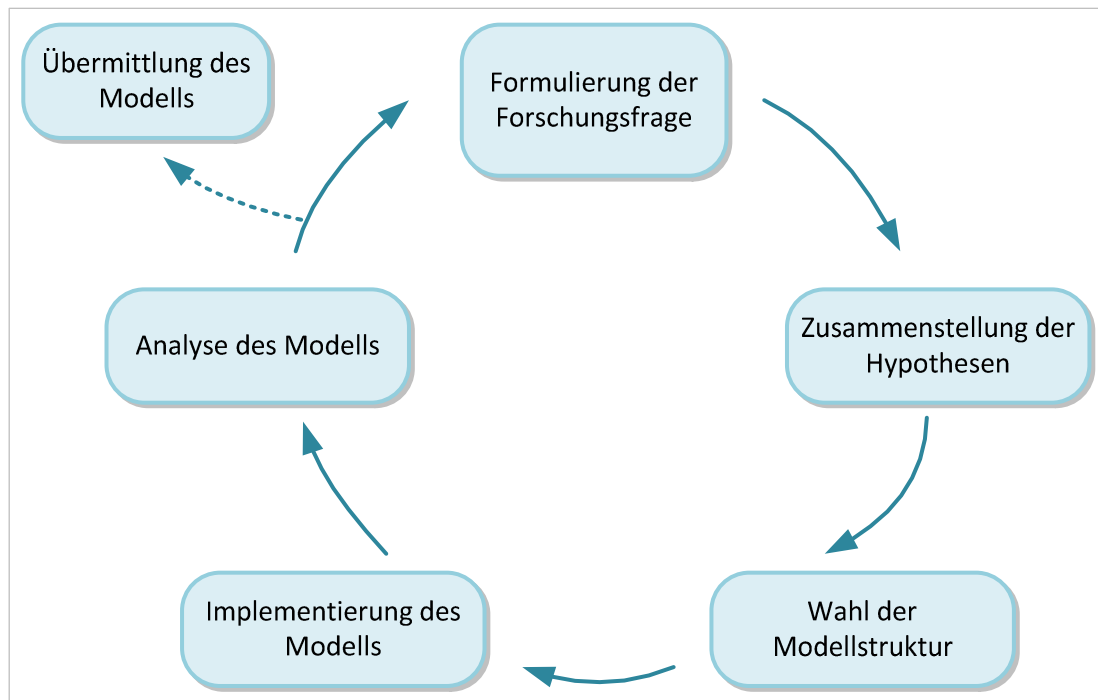 Übermittlung des
Modells
Formulierung der
Forschungsfrage
Zusammenstellung der
Hypothesen
Wahl der
Modellstruktur
Implementierung des
Modells
Analyse des Modells